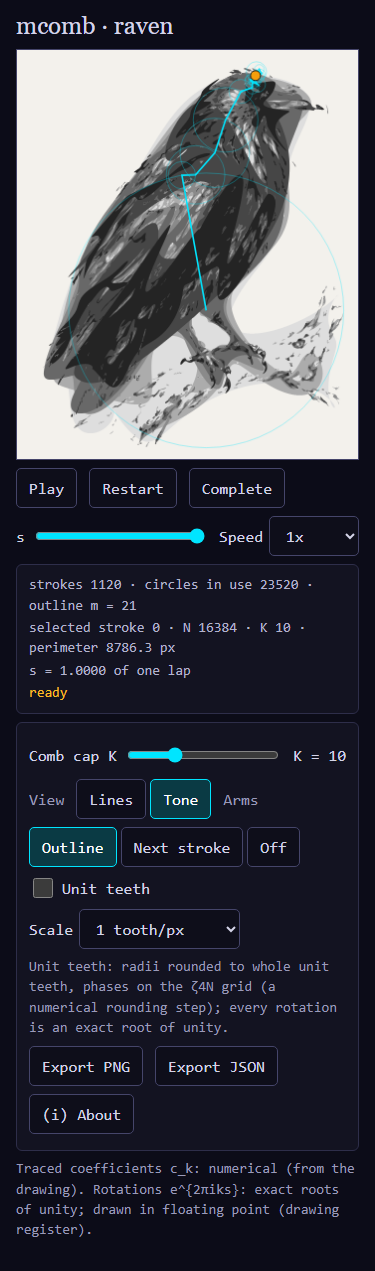 mcomb · raven
Play Restart Complete
s Speed 1x
strokes 1120 · circles in use 23520 ·
outline m = 21
selected stroke 0 · N 16384 · K 10 ·
perimeter 8786.3 px
s = 1.0000 of one lap
ready
Comb cap K K = 10
View Lines Tone Arms
Outline Next stroke Off
Unit teeth
Scale 1 tooth/px
Unit teeth: radii rounded to whole unit
teeth, phases on the ζ4N grid (a
numerical rounding step); every rotation
is an exact root of unity.
Export PNG Export JSON
(i) About
Traced coefficients c_k: numerical (from the
drawing). Rotations e^{2πiks}: exact roots
of unity; drawn in floating point (drawing
register).